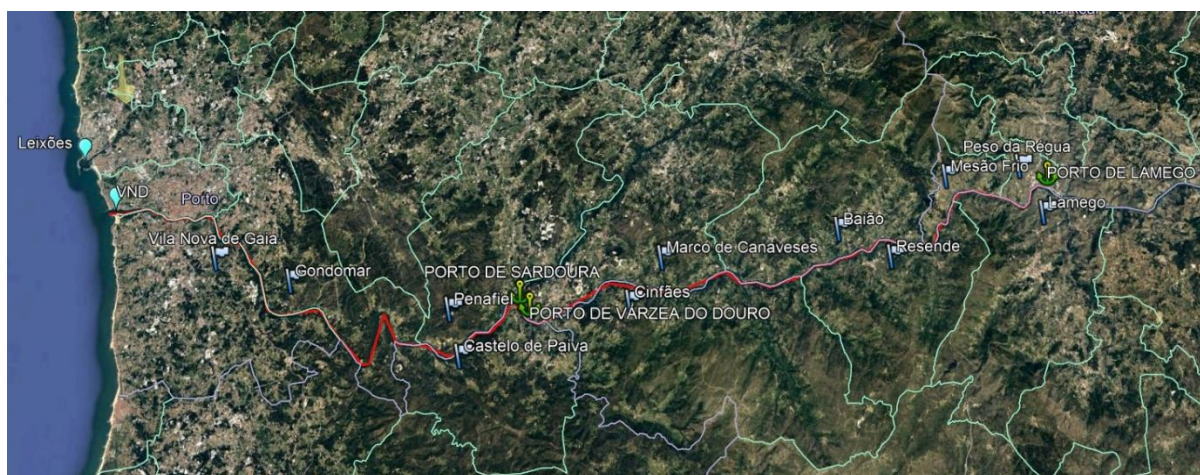 Leixões
VND
Porto
Vila Nova de Gaia
Gondomar
PORTO DE SARDOURA
Penafiel
PORTO DE VÁRZEA DO DOURO
Castelo de Paiva
Cinfães
Marco de Canaveses
Baião
Resende
Peso da Régua
Mesão Frio
PORTO DE LAMEGO
Lamego